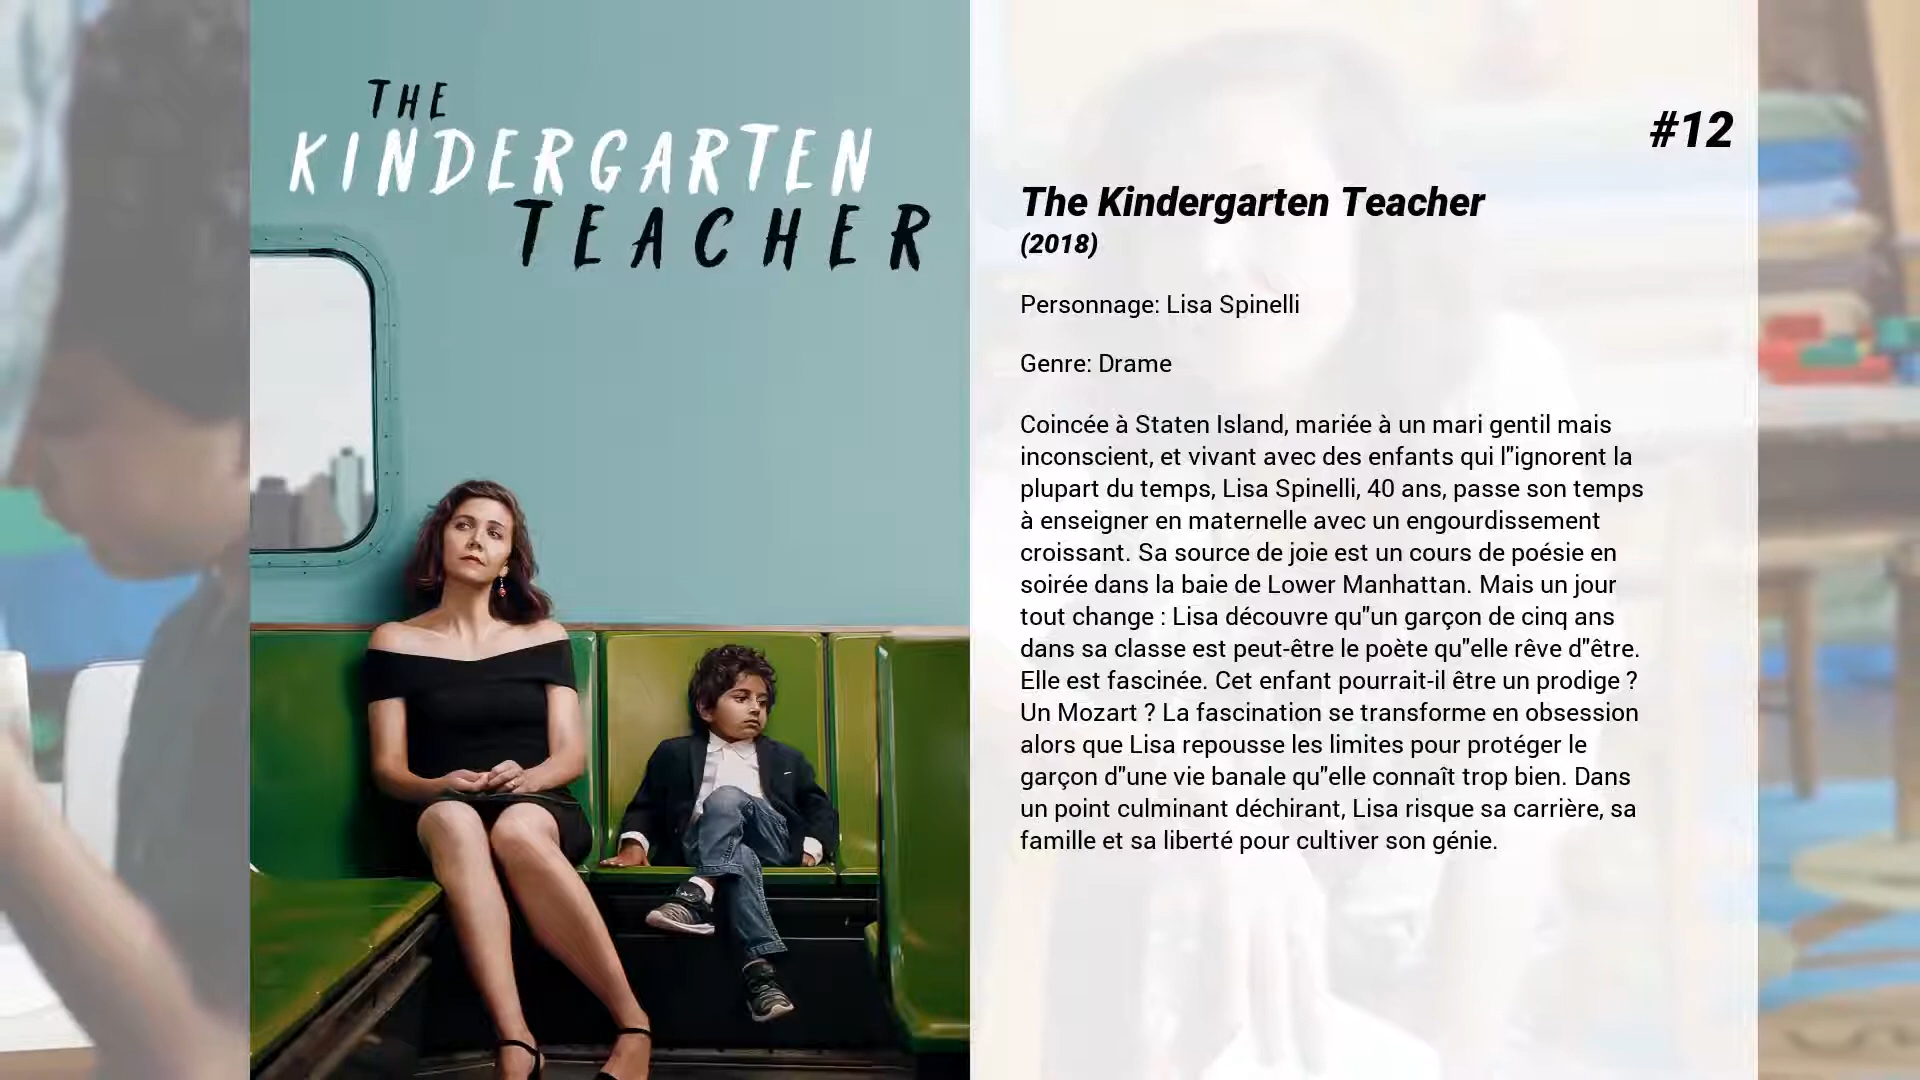 THE
KINDERGARTEN
TEACHER
#12
The Kindergarten Teacher
(2018)
Personnage: Lisa Spinelli
Genre: Drame
Coincée à Staten Island, mariée à un mari gentil mais
inconscient, et vivant avec des enfants qui l"ignorent la
plupart du temps, Lisa Spinelli, 40 ans, passe son temps
à enseigner en maternelle avec un engourdissement
croissant. Sa source de joie est un cours de poésie en
soirée dans la baie de Lower Manhattan. Mais un jour
tout change : Lisa découvre qu"un garçon de cinq ans
dans sa classe est peut-être le poète qu"elle rêve d"être.
Elle est fascinée. Cet enfant pourrait-il être un prodige ?
Un Mozart ? La fascination se transforme en obsession
alors que Lisa repousse les limites pour protéger le
garçon d"une vie banale qu"elle connaît trop bien. Dans
un point culminant déchirant, Lisa risque sa carrière, sa
famille et sa liberté pour cultiver son génie.